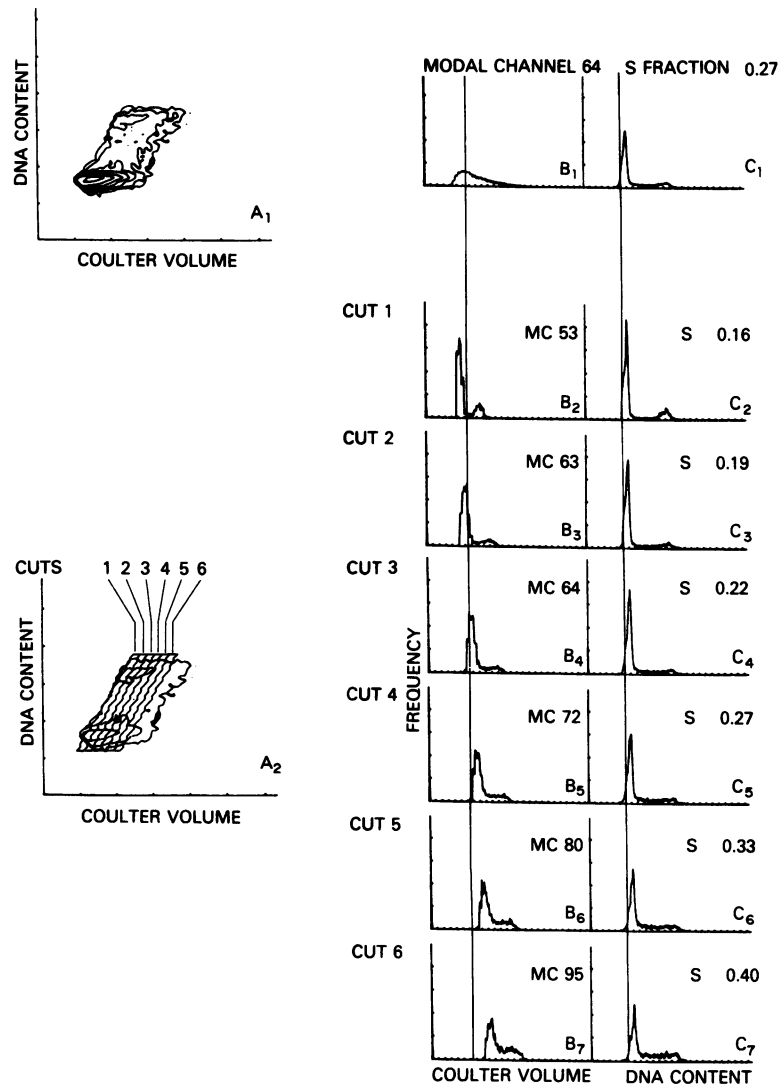 DNA CONTENT
A1
COULTER VOLUME
MODAL CHANNEL 64 S FRACTION 0.27
B1 C1
CUT 1
MC 53 S 0.16
B2 C2
CUT 2
MC 63 S 0.19
B3 C3
CUT 3
MC 64 S 0.22
B4 C4
CUT 4
MC 72 S 0.27
B5 C5
CUT 5
MC 80 S 0.33
B6 C6
CUT 6
MC 95 S 0.40
B7 C7
FREQUENCY
COULTER VOLUME DNA CONTENT
CUTS 1 2 3 4 5 6
DNA CONTENT
A2
COULTER VOLUME